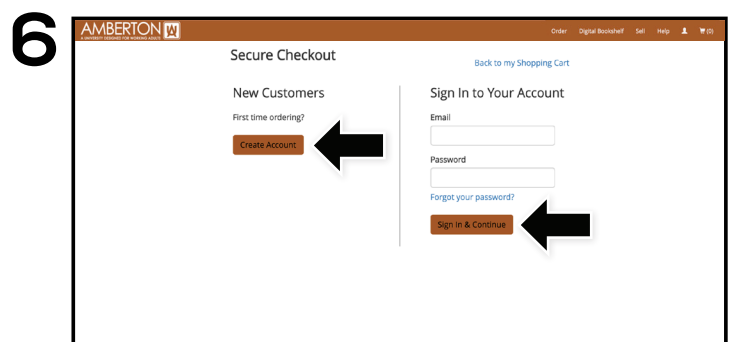 6
AMBERTON
A UNIVERSITY DESIGNED FOR WORKING ADULTS
Order Digital Bookshelf Sell Help (0)
Secure Checkout
Back to my Shopping Cart
New Customers
First time ordering?
Create Account
Sign In to Your Account
Email
Password
Forgot your password?
Sign In & Continue